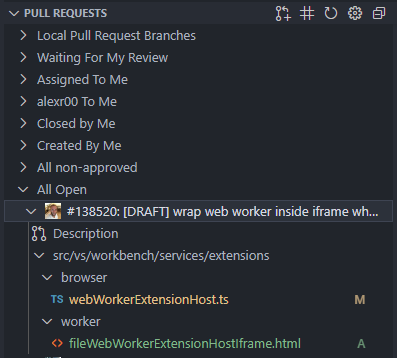 PULL REQUESTS
Local Pull Request Branches
Waiting For My Review
Assigned To Me
alexr00 To Me
Closed by Me
Created By Me
All non-approved
All Open
#138520: [DRAFT] wrap web worker inside iframe wh...
Description
src/vs/workbench/services/extensions
browser
TS webWorkerExtensionHost.ts M
worker
<> fileWebWorkerExtensionHostIframe.html A